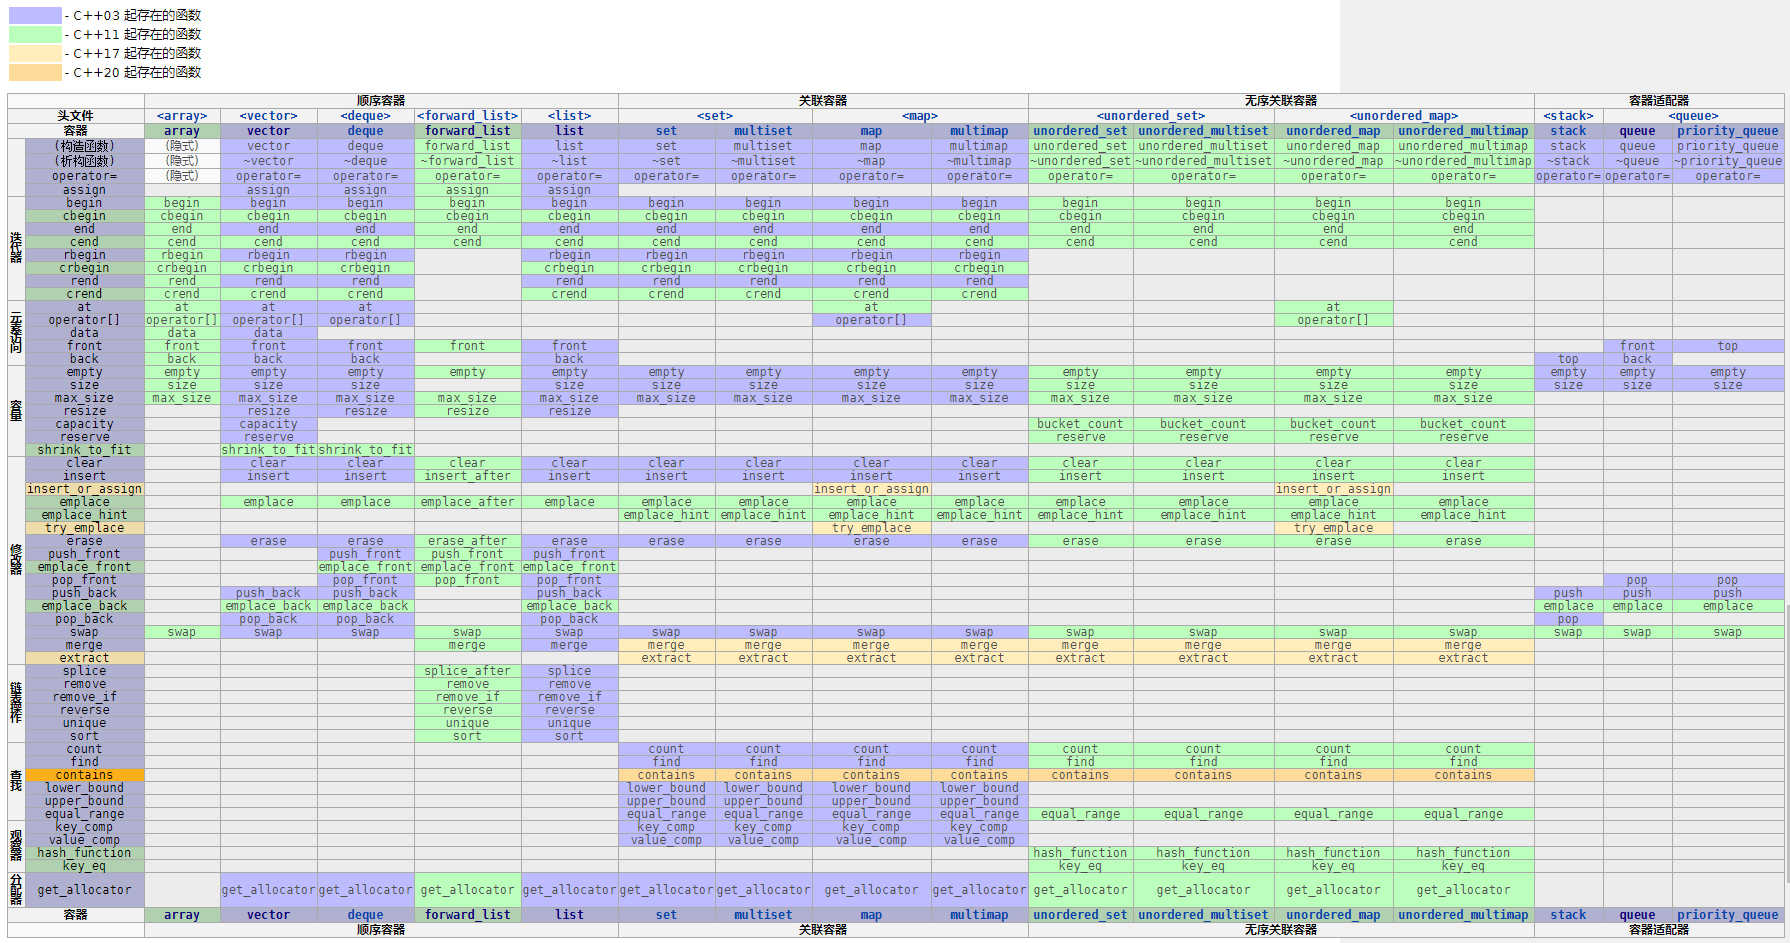 - C++03 起存在的函数
- C++11 起存在的函数
- C++17 起存在的函数
- C++20 起存在的函数
顺序容器 关联容器 无序关联容器 容器适配器
头文件 <array> <vector> <deque> <forward_list> <list> <set> <map> <unordered_set> <unordered_map> <stack> <queue>
容器 array vector deque forward_list list set multiset map multimap unordered_set unordered_multiset unordered_map unordered_multimap stack queue priority_queue
(构造函数) (隐式) vector deque forward_list list set multiset map multimap unordered_set unordered_multiset unordered_map unordered_multimap stack queue priority_queue
(析构函数) (隐式) ~vector ~deque ~forward_list ~list ~set ~multiset ~map ~multimap ~unordered_set ~unordered_multiset ~unordered_map ~unordered_multimap ~stack ~queue ~priority_queue
operator= (隐式) operator= operator= operator= operator= operator= operator= operator= operator= operator= operator= operator= operator= operator= operator= operator=
assign assign assign assign assign
迭代器
begin begin begin begin begin begin begin begin begin begin begin begin begin begin
cbegin cbegin cbegin cbegin cbegin cbegin cbegin cbegin cbegin cbegin cbegin cbegin cbegin cbegin
end end end end end end end end end end end end end end
cend cend cend cend cend cend cend cend cend cend cend cend cend cend
rbegin rbegin rbegin rbegin rbegin rbegin rbegin rbegin rbegin
crbegin crbegin crbegin crbegin crbegin crbegin crbegin crbegin crbegin
rend rend rend rend rend rend rend rend rend
crend crend crend crend crend crend crend crend crend
元素访问
at at at at at at
operator[] operator[] operator[] operator[] operator[] operator[]
data data data
front front front front front front front top
back back back back back top back
容量
empty empty empty empty empty empty empty empty empty empty empty empty empty empty empty empty empty
size size size size size size size size size size size size size size size size
max_size max_size max_size max_size max_size max_size max_size max_size max_size max_size max_size max_size max_size max_size
resize resize resize resize resize
capacity capacity bucket_count bucket_count bucket_count bucket_count
reserve reserve reserve reserve reserve reserve
shrink_to_fit shrink_to_fit shrink_to_fit
修改器
clear clear clear clear clear clear clear clear clear clear clear clear clear
insert insert insert insert_after insert insert insert insert insert insert insert insert insert
insert_or_assign insert_or_assign insert_or_assign
emplace emplace emplace emplace_after emplace emplace emplace emplace emplace emplace emplace emplace emplace
emplace_hint emplace_hint emplace_hint emplace_hint emplace_hint emplace_hint emplace_hint emplace_hint emplace_hint
try_emplace try_emplace try_emplace
erase erase erase erase_after erase erase erase erase erase erase erase erase erase
push_front push_front push_front push_front
emplace_front emplace_front emplace_front emplace_front
pop_front pop_front pop_front pop_front pop pop
push_back push_back push_back push_back push push push
emplace_back emplace_back emplace_back emplace_back emplace emplace emplace
pop_back pop_back pop_back pop_back pop
swap swap swap swap swap swap swap swap swap swap swap swap swap swap swap swap swap
merge merge merge merge merge merge merge merge merge merge merge
extract extract extract extract extract extract extract extract extract
链表操作
splice splice_after splice
remove remove remove
remove_if remove_if remove_if
reverse reverse reverse
unique unique unique
sort sort sort
查找
count count count count count count count count count
find find find find find find find find find
contains contains contains contains contains contains contains contains contains
lower_bound lower_bound lower_bound lower_bound lower_bound
upper_bound upper_bound upper_bound upper_bound upper_bound
equal_range equal_range equal_range equal_range equal_range equal_range equal_range equal_range equal_range
观察器
key_comp key_comp key_comp key_comp key_comp
value_comp value_comp value_comp value_comp value_comp
hash_function hash_function hash_function hash_function hash_function
key_eq key_eq key_eq key_eq key_eq
分配器
get_allocator get_allocator get_allocator get_allocator get_allocator get_allocator get_allocator get_allocator get_allocator get_allocator get_allocator get_allocator get_allocator
容器 array vector deque forward_list list set multiset map multimap unordered_set unordered_multiset unordered_map unordered_multimap stack queue priority_queue
顺序容器 关联容器 无序关联容器 容器适配器